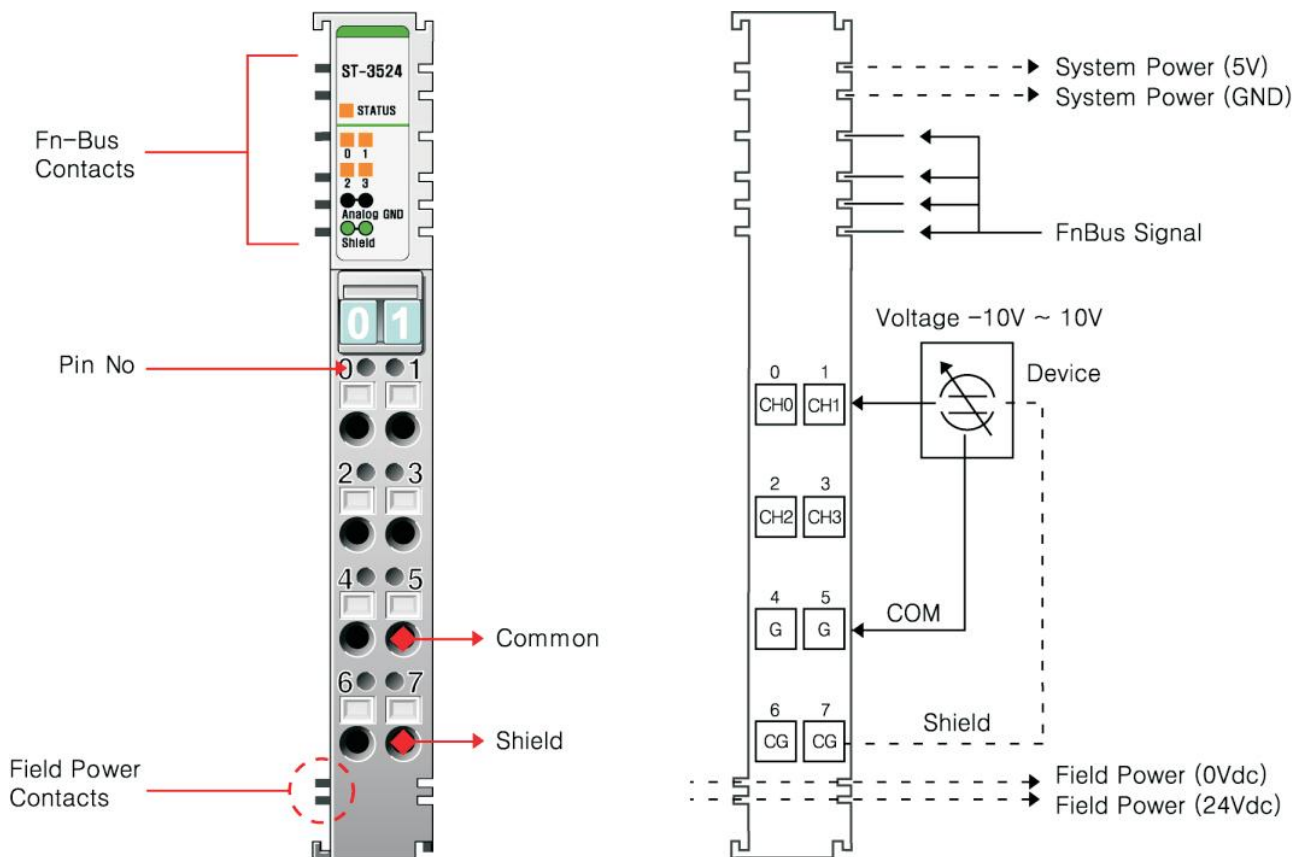 ST-3524
STATUS
0 1
2 3
Analog GND
Shield
Fn-Bus
Contacts
0 1
Pin No
0 1
2 3
4 5
Common
6 7
Shield
Field Power
Contacts
System Power (5V)
System Power (GND)
FnBus Signal
Voltage -10V ~ 10V
Device
0 1
CH0 CH1
2 3
CH2 CH3
4 5
G G
COM
6 7
CG CG
Shield
Field Power (0Vdc)
Field Power (24Vdc)